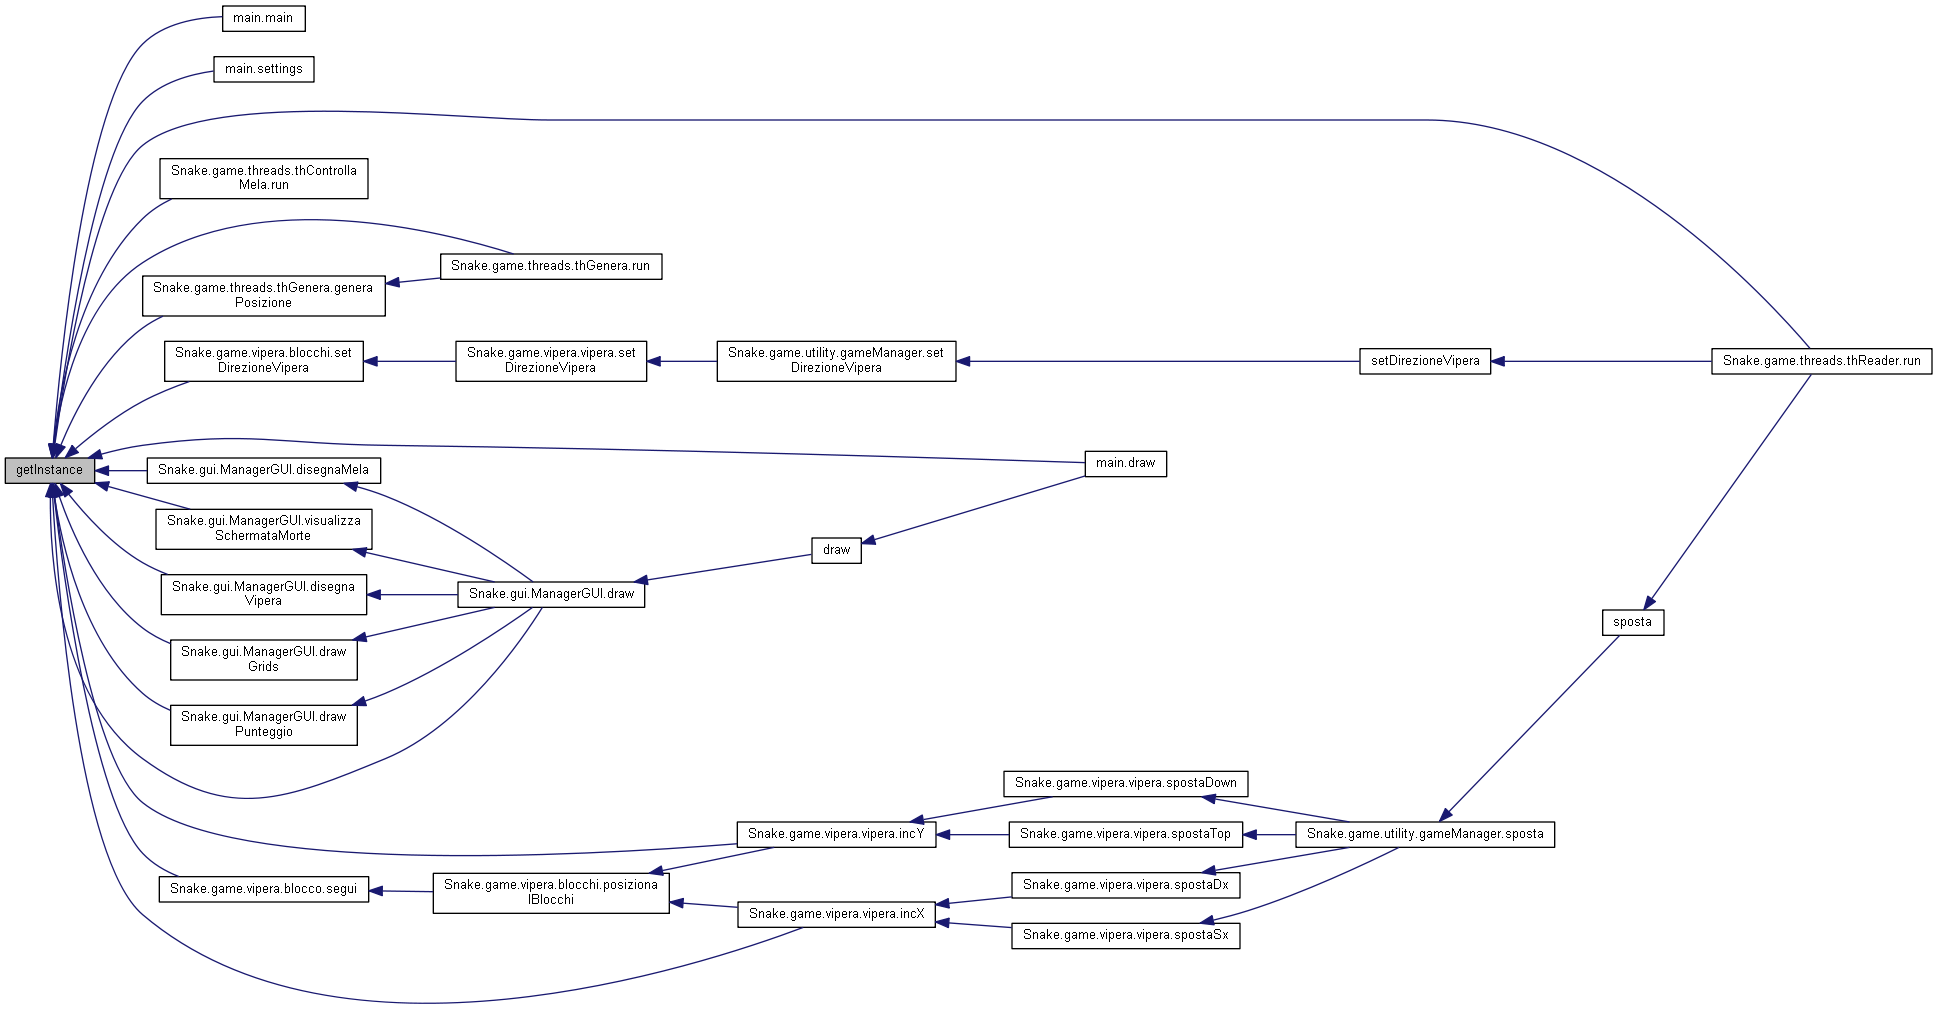 main.main
main.settings
Snake.game.threads.thControlla
Mela.run
Snake.game.threads.thGenera.run
Snake.game.threads.thGenera.genera
Posizione
Snake.game.vipera.blocchi.set
DirezioneVipera
Snake.game.vipera.vipera.set
DirezioneVipera
Snake.game.utility.gameManager.set
DirezioneVipera
setDirezioneVipera
Snake.game.threads.thReader.run
getInstance
Snake.gui.ManagerGUI.disegnaMela
main.draw
Snake.gui.ManagerGUI.visualizza
SchermataMorte
draw
Snake.gui.ManagerGUI.disegna
Vipera
Snake.gui.ManagerGUI.draw
sposta
Snake.gui.ManagerGUI.draw
Grids
Snake.gui.ManagerGUI.draw
Punteggio
Snake.game.vipera.vipera.spostaDown
Snake.game.vipera.vipera.incY
Snake.game.vipera.vipera.spostaTop
Snake.game.utility.gameManager.sposta
Snake.game.vipera.blocco.segui
Snake.game.vipera.blocchi.posiziona
IBlocchi
Snake.game.vipera.vipera.spostaDx
Snake.game.vipera.vipera.incX
Snake.game.vipera.vipera.spostaSx